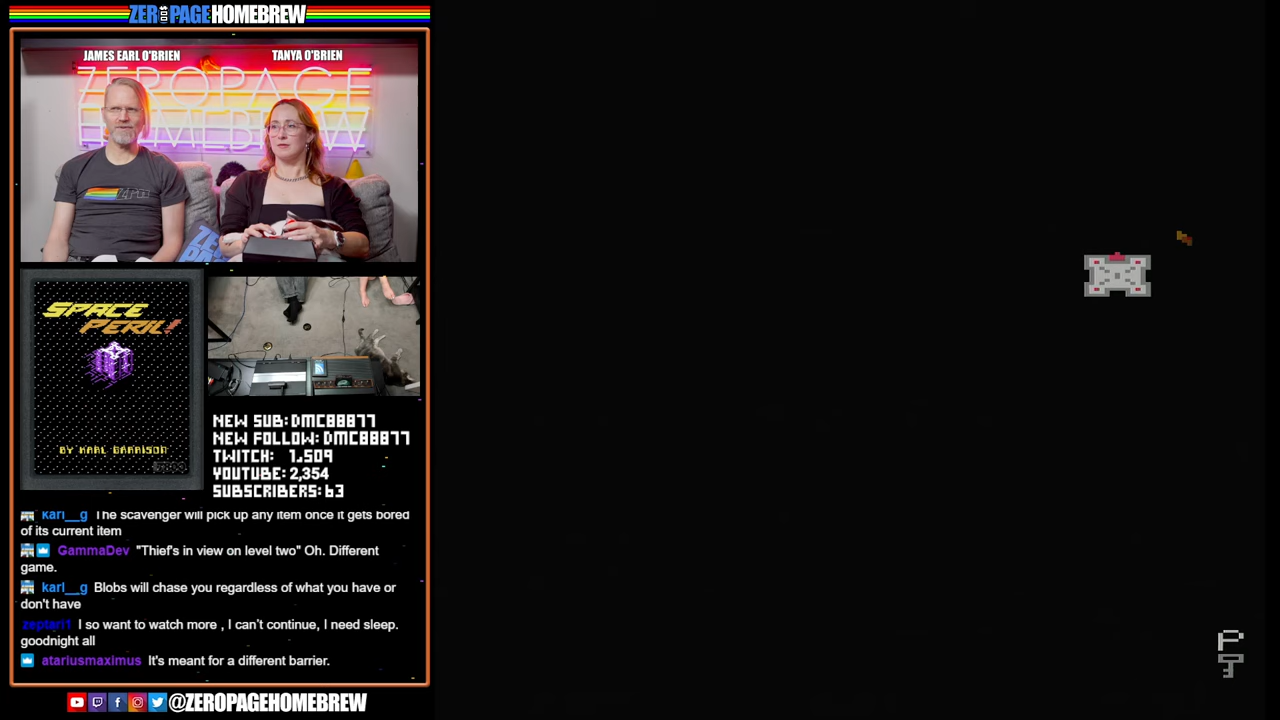 ZEROPAGE HOMEBREW
JAMES EARL O'BRIEN
TANYA O'BRIEN
ZEROPAGE
HOMEBREW
SPACE
PERIL!
BY KARL GARRISON
NEW SUB: DMC88877
NEW FOLLOW: DMC88877
TWITCH: 1,509
YOUTUBE: 2,354
SUBSCRIBERS: 63
karl__g The scavenger will pick up any item once it gets bored
of its current item
GammaDev "Thief's in view on level two" Oh. Different
game.
karl__g Blobs will chase you regardless of what you have or
don't have
zeptari1 I so want to watch more , I can't continue, I need sleep.
goodnight all
atariusmaximus It's meant for a different barrier.
@ZEROPAGEHOMEBREW